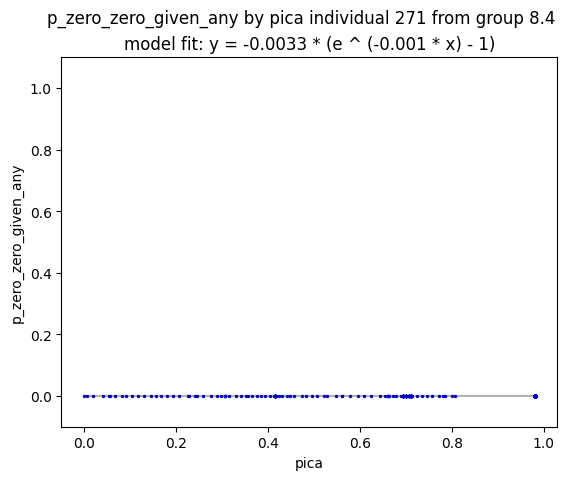 p_zero_zero_given_any by pica individual 271 from group 8.4
model fit: y = -0.0033 * (e ^ (-0.001 * x) - 1)
1.0
0.8
0.6
0.4
0.2
0.0
p_zero_zero_given_any
0.0 0.2 0.4 0.6 0.8 1.0
pica